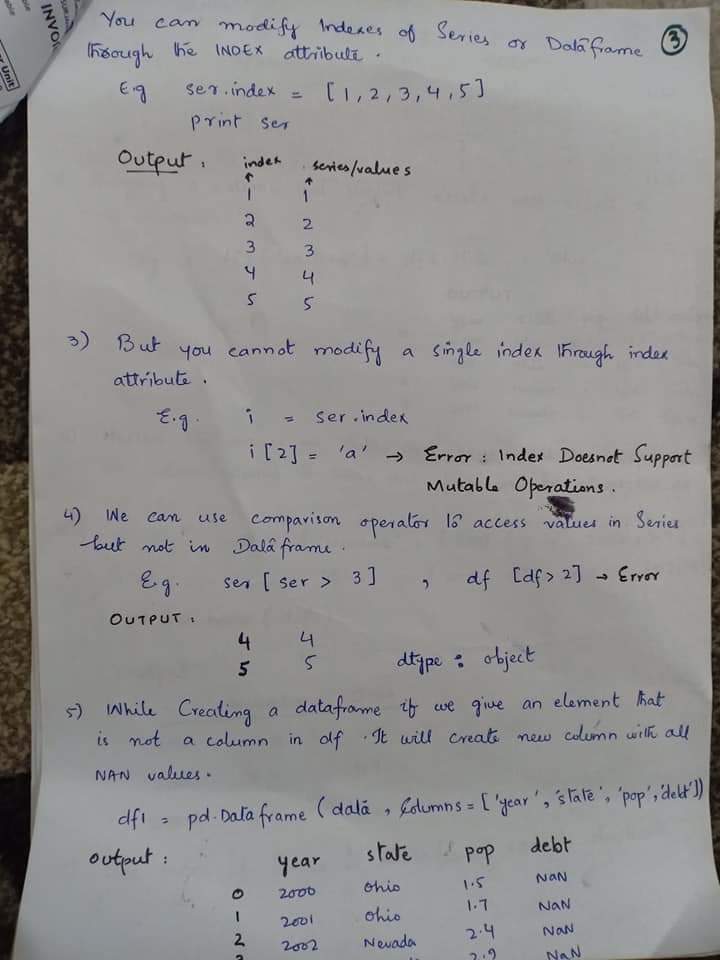 You can modify Indexes of Series or Dataframe ③
through the INDEX attribute.
E.g ser.index = [1,2,3,4,5]
print ser
Output: index series/values
↑ ↑
1 1
2 2
3 3
4 4
5 5
3) But you cannot modify a single index through index
attribute.
E.g. i = ser.index
i[2] = 'a' → Error: Index Doesnot Support
Mutable Operations.
4) We can use comparison operator to access values in Series
but not in Dataframe.
E.g. ser [ser > 3] , df [df>2] → Error
OUTPUT:
4 4
5 5 dtype: object
5) While Creating a dataframe if we give an element that
is not a column in df. It will create new column with all
NAN values.
df1 = pd.Dataframe (data, Columns = ['year', 'state', 'pop', 'debt'])
Output: year state pop debt
0 2000 Ohio 1.5 NaN
1 2001 Ohio 1.7 NaN
2 2002 Nevada 2.4 NaN
2.9 NaN
INVO
Unit